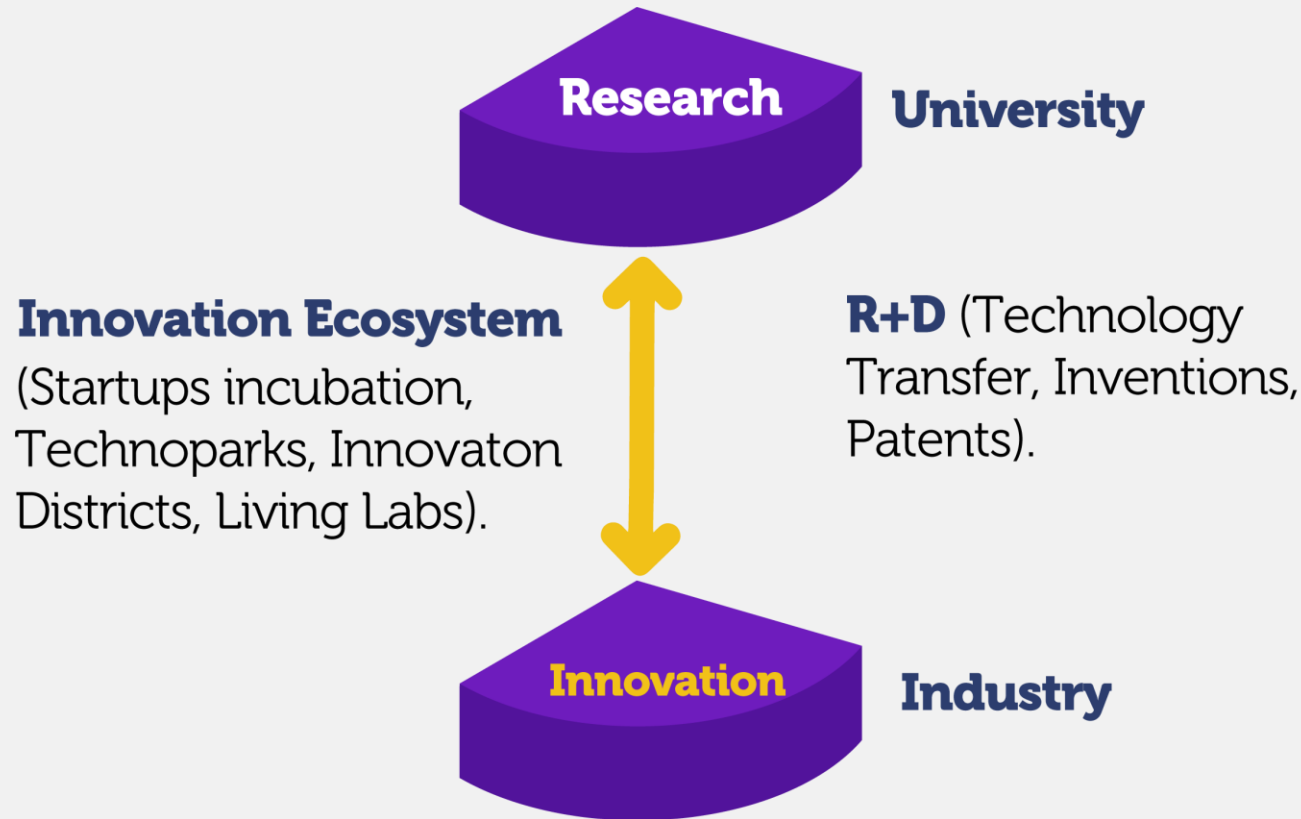 Research
University
Innovation Ecosystem
(Startups incubation,
Technoparks, Innovaton
Districts, Living Labs).
R+D (Technology
Transfer, Inventions,
Patents).
Innovation
Industry